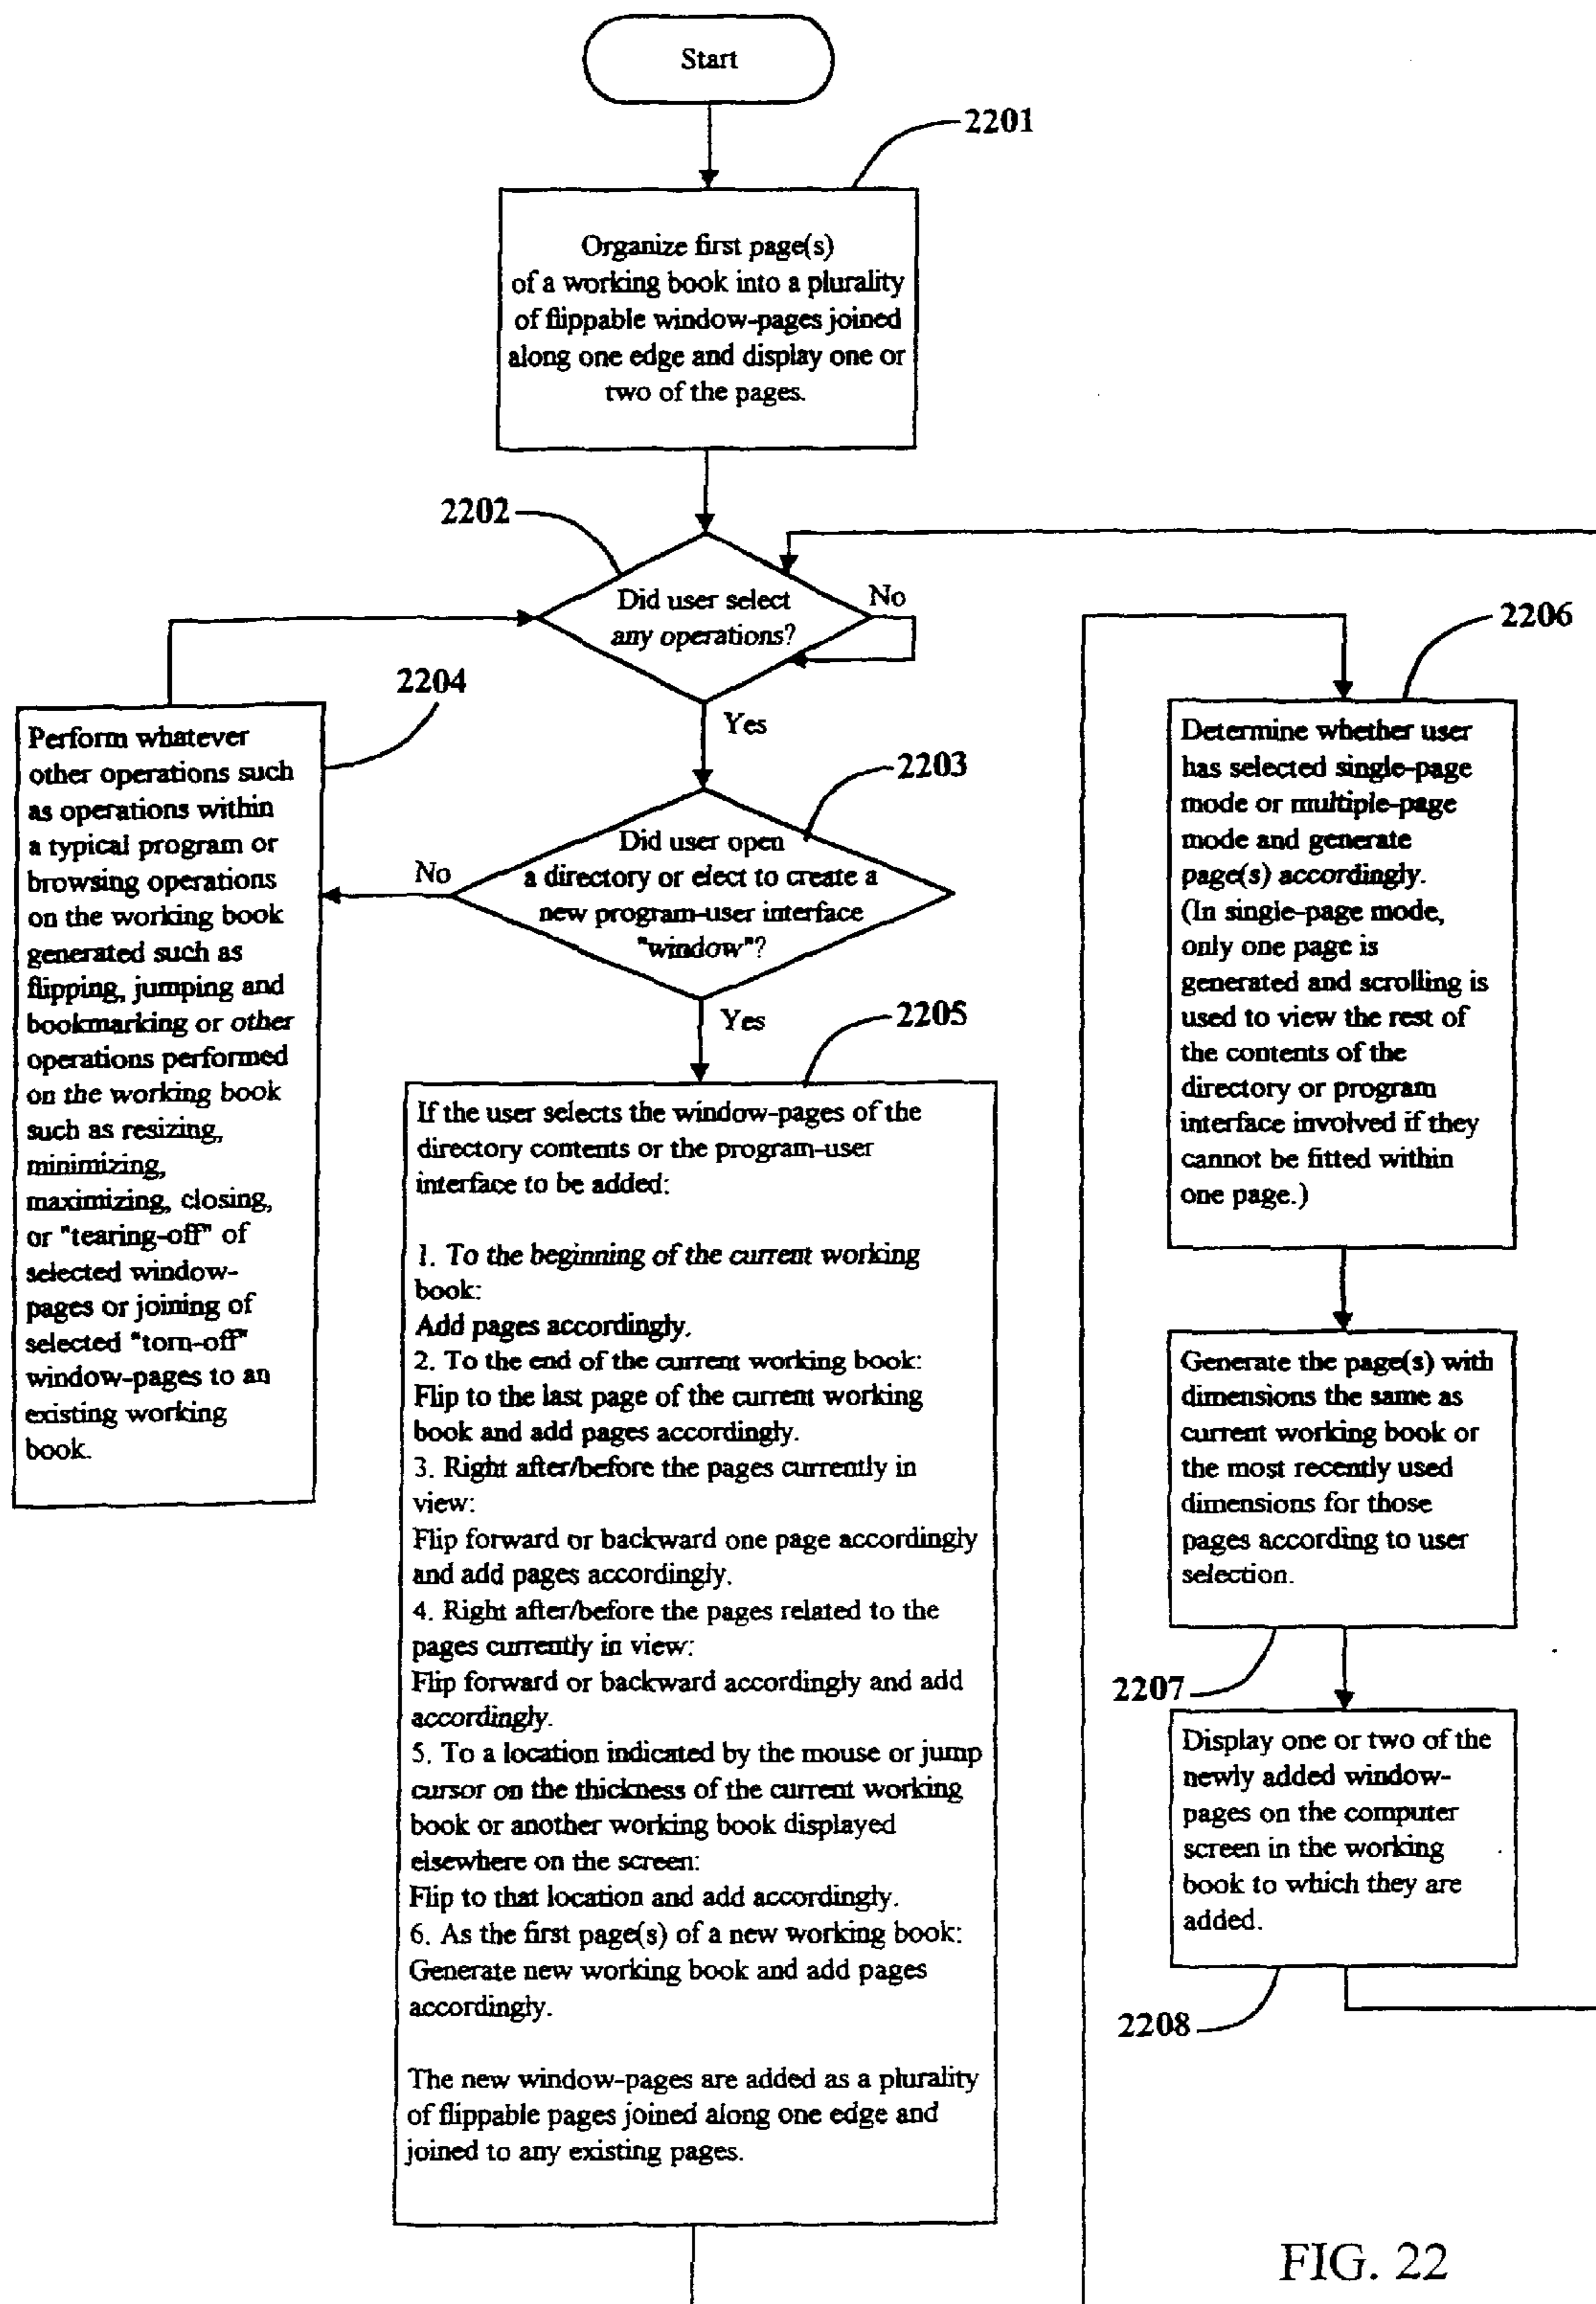 Start
2201
Organize first page(s)
of a working book into a plurality
of flippable window-pages joined
along one edge and display one or
two of the pages.
2202
Did user select
any operations?
No
Yes
2203
Did user open
a directory or elect to create a
new program-user interface
"window"?
No
Yes
2204
Perform whatever
other operations such
as operations within
a typical program or
browsing operations
on the working book
generated such as
flipping, jumping and
bookmarking or other
operations performed
on the working book
such as resizing,
minimizing,
maximizing, closing,
or "tearing-off" of
selected window-
pages or joining of
selected "torn-off"
window-pages to an
existing working
book.
2205
If the user selects the window-pages of the
directory contents or the program-user
interface to be added:
1. To the beginning of the current working
book:
Add pages accordingly.
2. To the end of the current working book:
Flip to the last page of the current working
book and add pages accordingly.
3. Right after/before the pages currently in
view:
Flip forward or backward one page accordingly
and add pages accordingly.
4. Right after/before the pages related to the
pages currently in view:
Flip forward or backward accordingly and add
accordingly.
5. To a location indicated by the mouse or jump
cursor on the thickness of the current working
book or another working book displayed
elsewhere on the screen:
Flip to that location and add accordingly.
6. As the first page(s) of a new working book:
Generate new working book and add pages
accordingly.
The new window-pages are added as a plurality
of flippable pages joined along one edge and
joined to any existing pages.
2206
Determine whether user
has selected single-page
mode or multiple-page
mode and generate
page(s) accordingly.
(In single-page mode,
only one page is
generated and scrolling is
used to view the rest of
the contents of the
directory or program
interface involved if they
cannot be fitted within
one page.)
Generate the page(s) with
dimensions the same as
current working book or
the most recently used
dimensions for those
pages according to user
selection.
2207
Display one or two of the
newly added window-
pages on the computer
screen in the working
book to which they are
added.
2208
FIG. 22